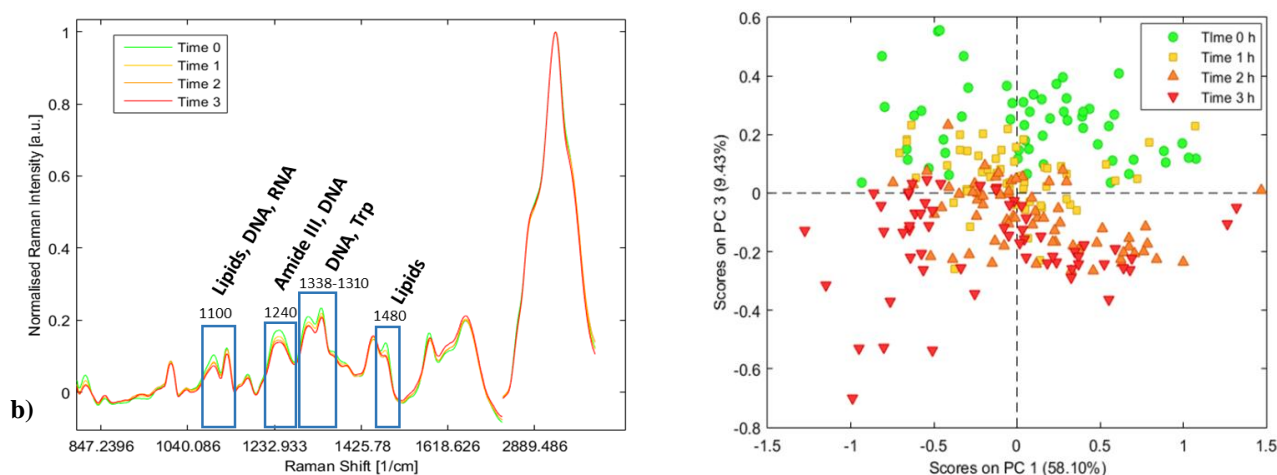 1
0.8
0.6
0.4
0.2
0
Normalised Raman Intensity [a.u.]
Time 0
Time 1
Time 2
Time 3
Lipids, DNA, RNA
Amide III, DNA
DNA, Trp
Lipids
1100
1240
1338-1310
1480
847.2396 1040.086 1232.933 1425.78 1618.626 2889.486
Raman Shift [1/cm]
b)
0.6
0.4
0.2
0
-0.2
-0.4
-0.6
-0.8
Scores on PC 3 (9.43%)
TIme 0 h
Time 1 h
Time 2 h
Time 3 h
-1.5 -1 -0.5 0 0.5 1 1.5
Scores on PC 1 (58.10%)